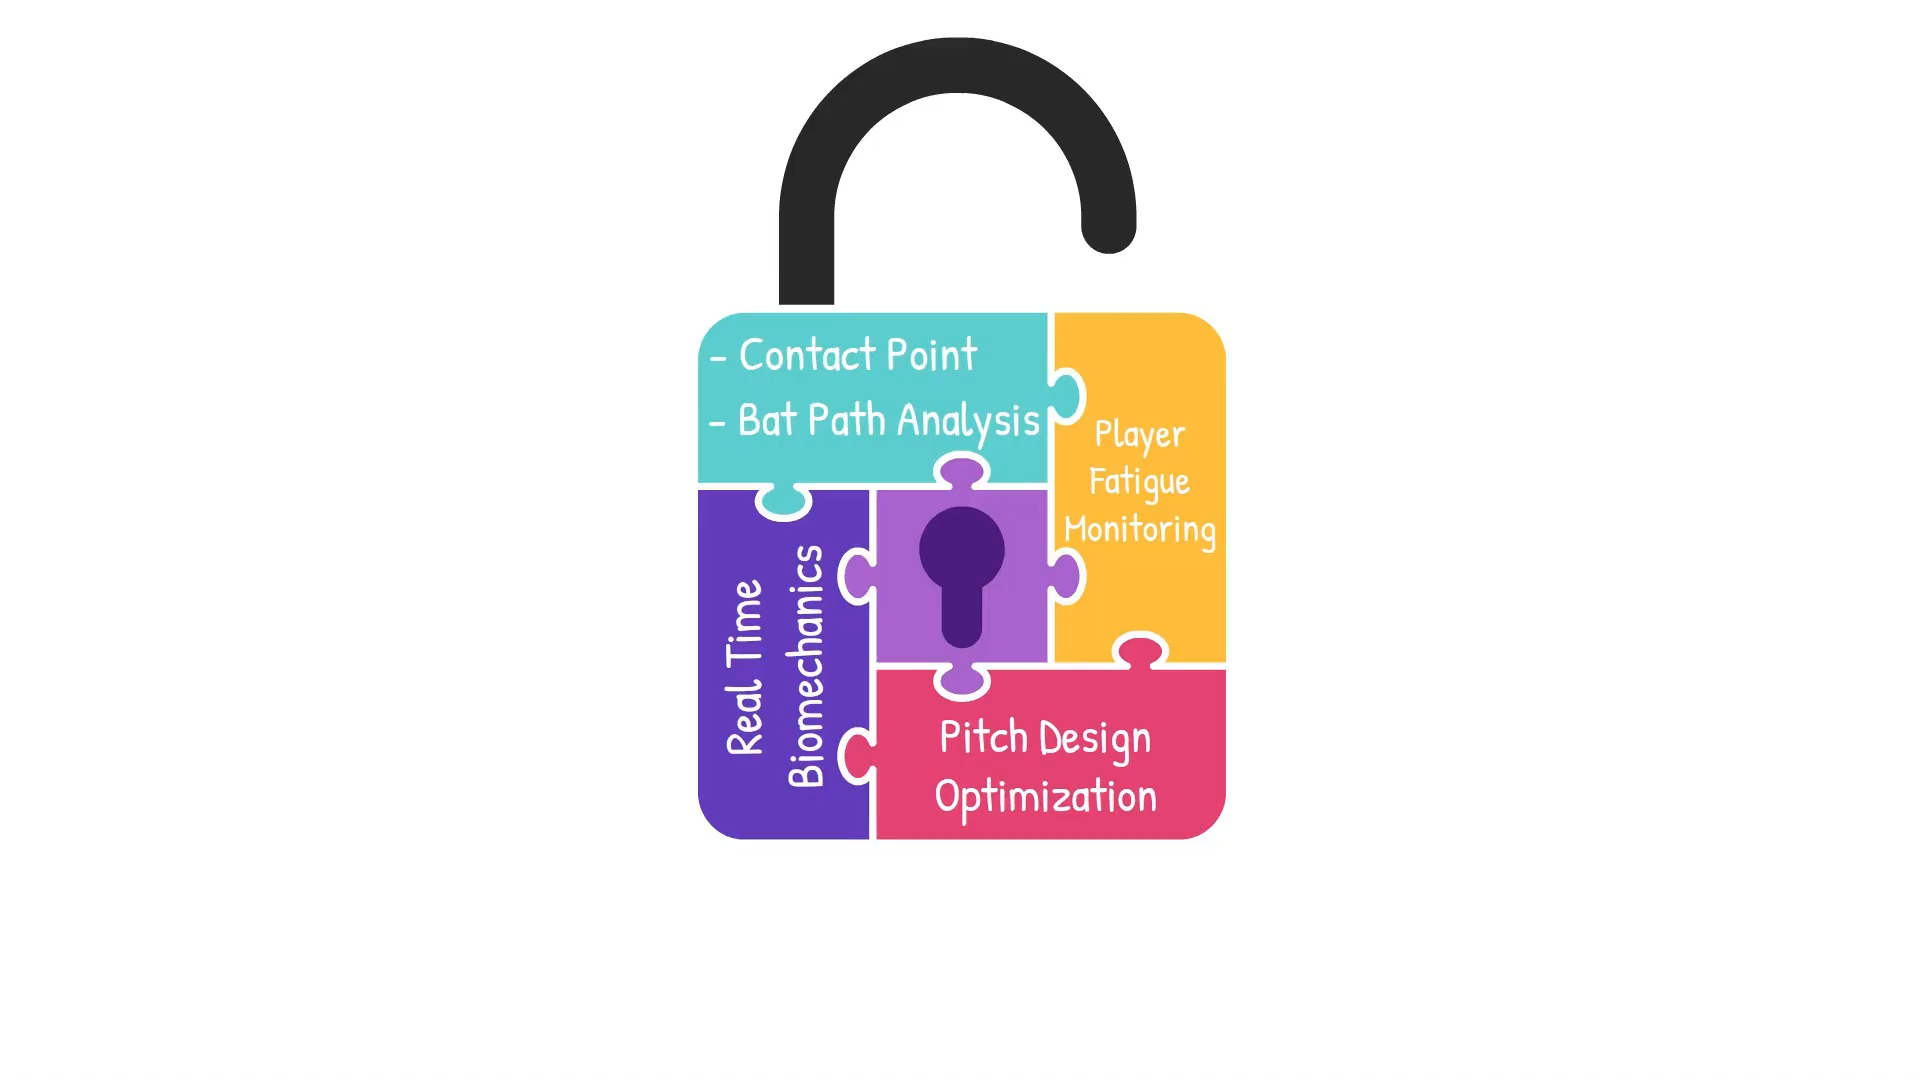 - Contact Point
- Bat Path Analysis
Player
Fatigue
Monitoring
Real Time
Biomechanics
Pitch Design
Optimization